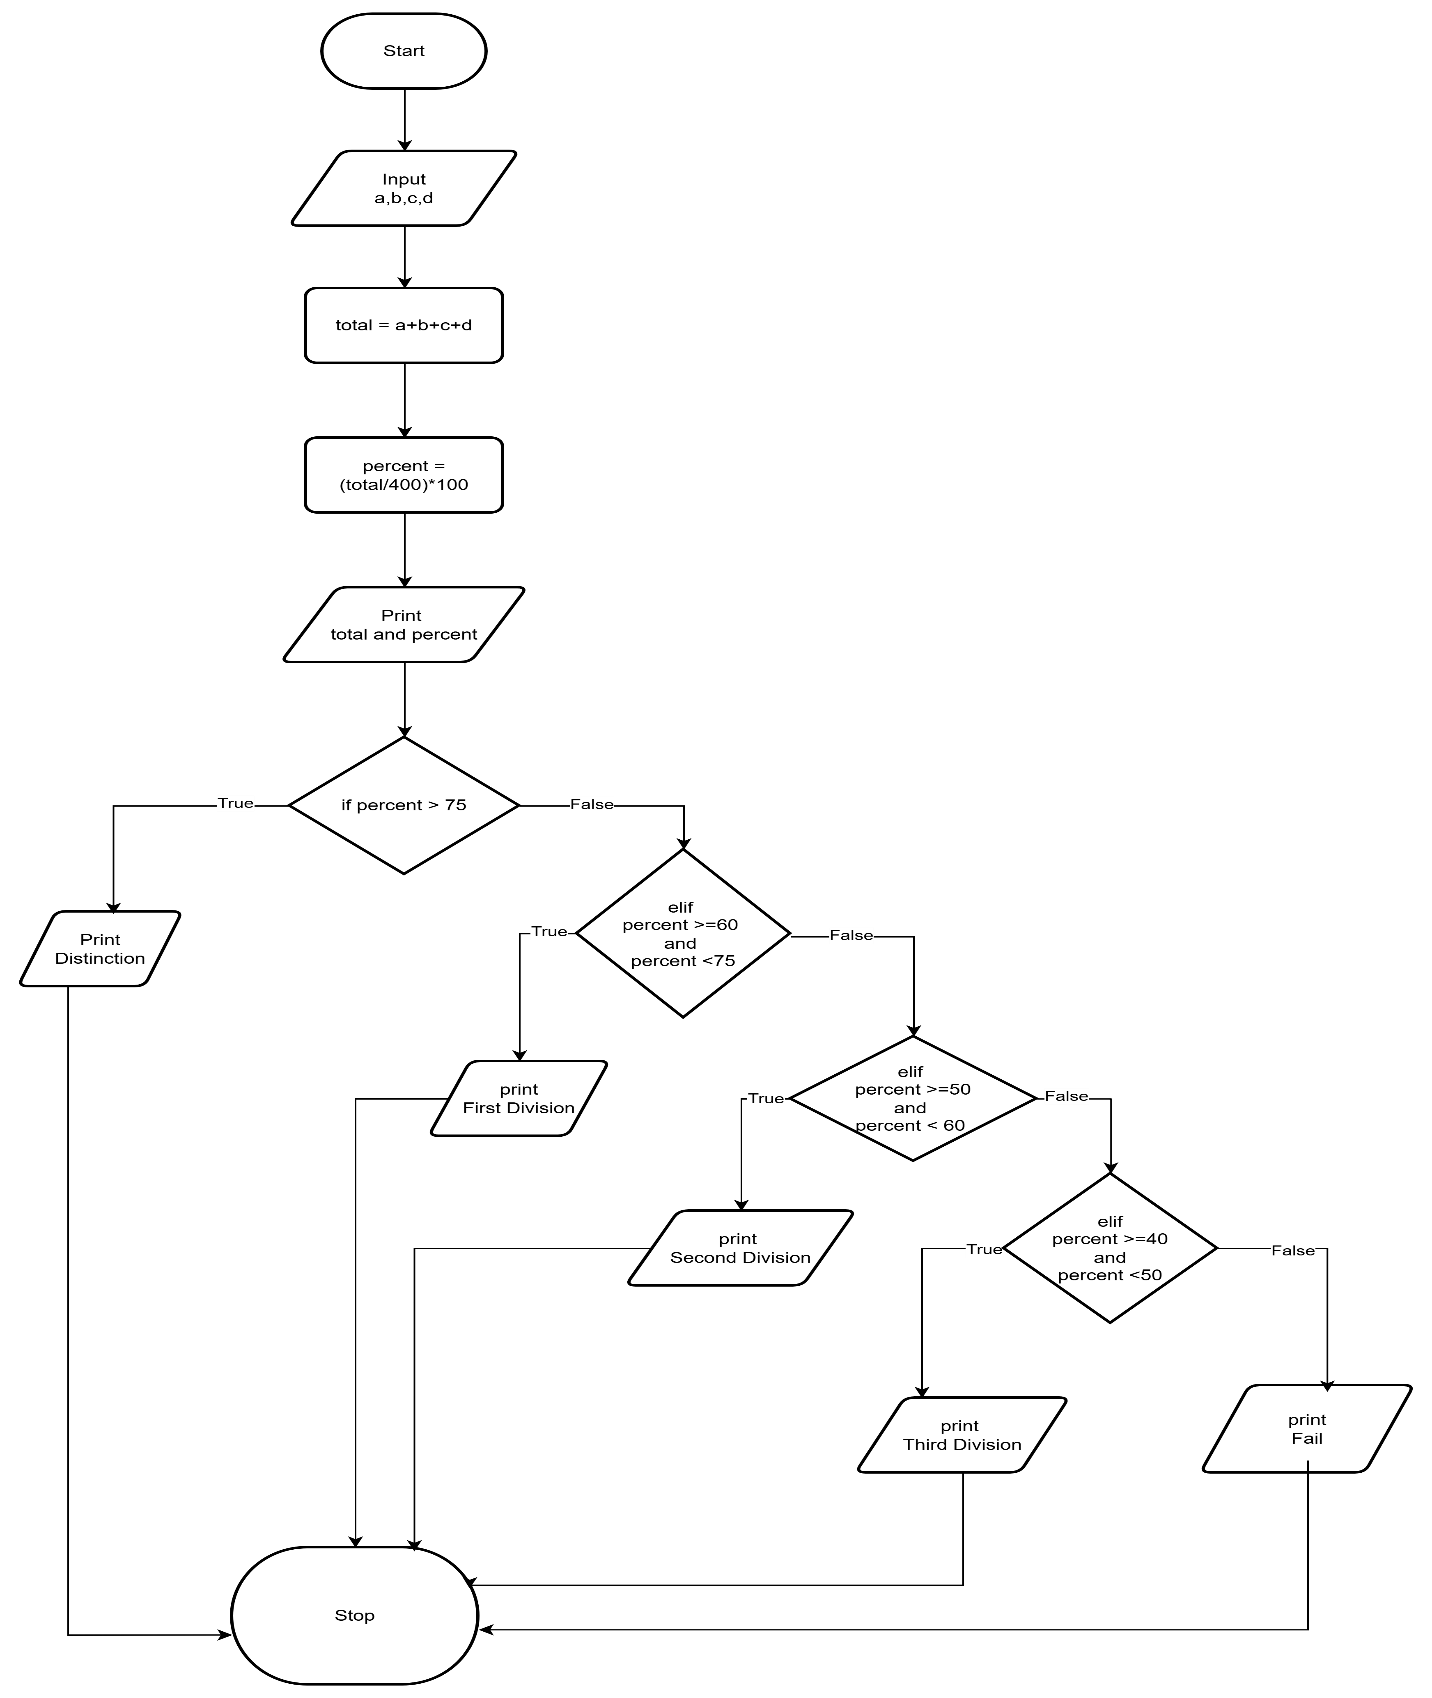 Start
Input
a,b,c,d
total = a+b+c+d
percent =
(total/400)*100
Print
total and percent
if percent > 75
True
False
Print
Distinction
elif
percent >=60
and
percent <75
True
False
print
First Division
elif
percent >=50
and
percent < 60
True
False
print
Second Division
elif
percent >=40
and
percent <50
True
False
print
Third Division
print
Fail
Stop